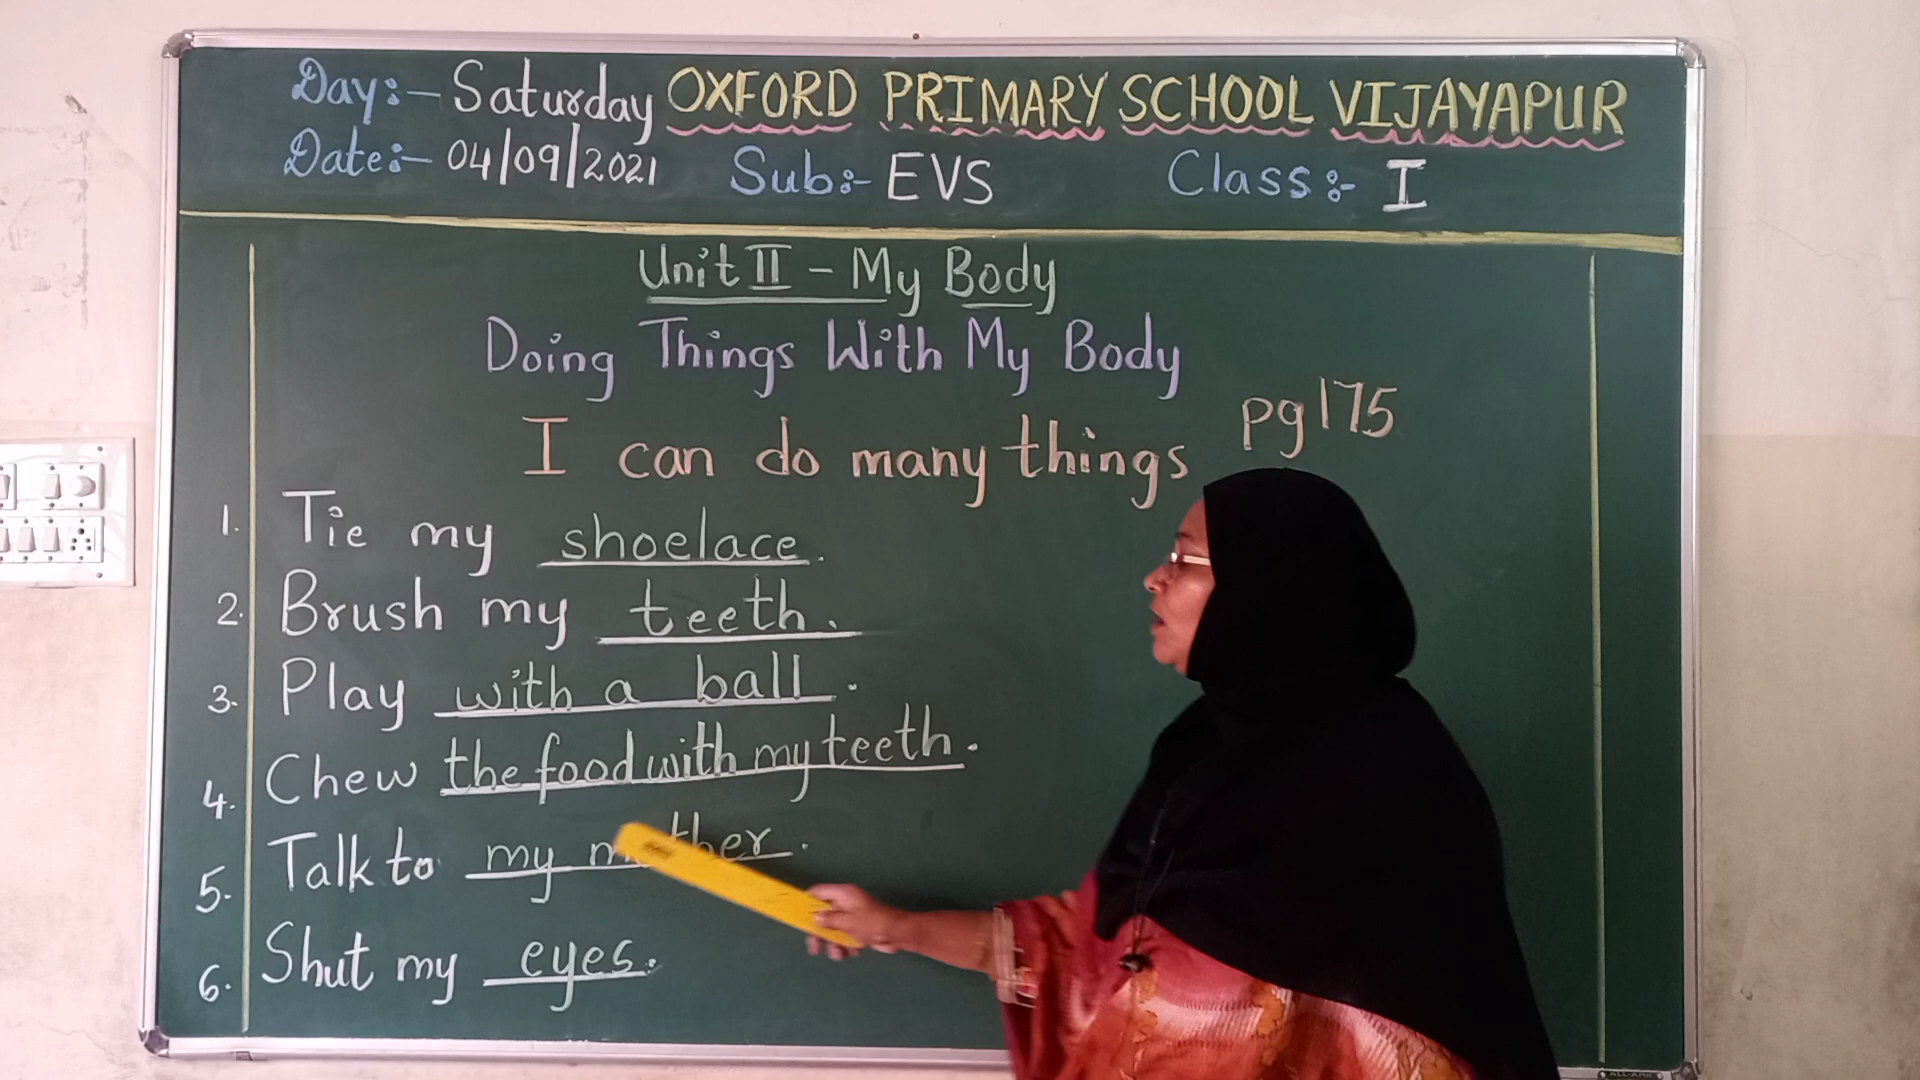 Day:- Saturday OXFORD PRIMARY SCHOOL VIJAYAPUR
Date:- 04/09/2021 Sub:- EVS Class:- I
Unit II - My Body
Doing Things With My Body
I can do many things pg 175
1. Tie my shoelace.
2. Brush my teeth.
3. Play with a ball.
4. Chew the food with my teeth.
5. Talk to my
6. Shut my eyes.